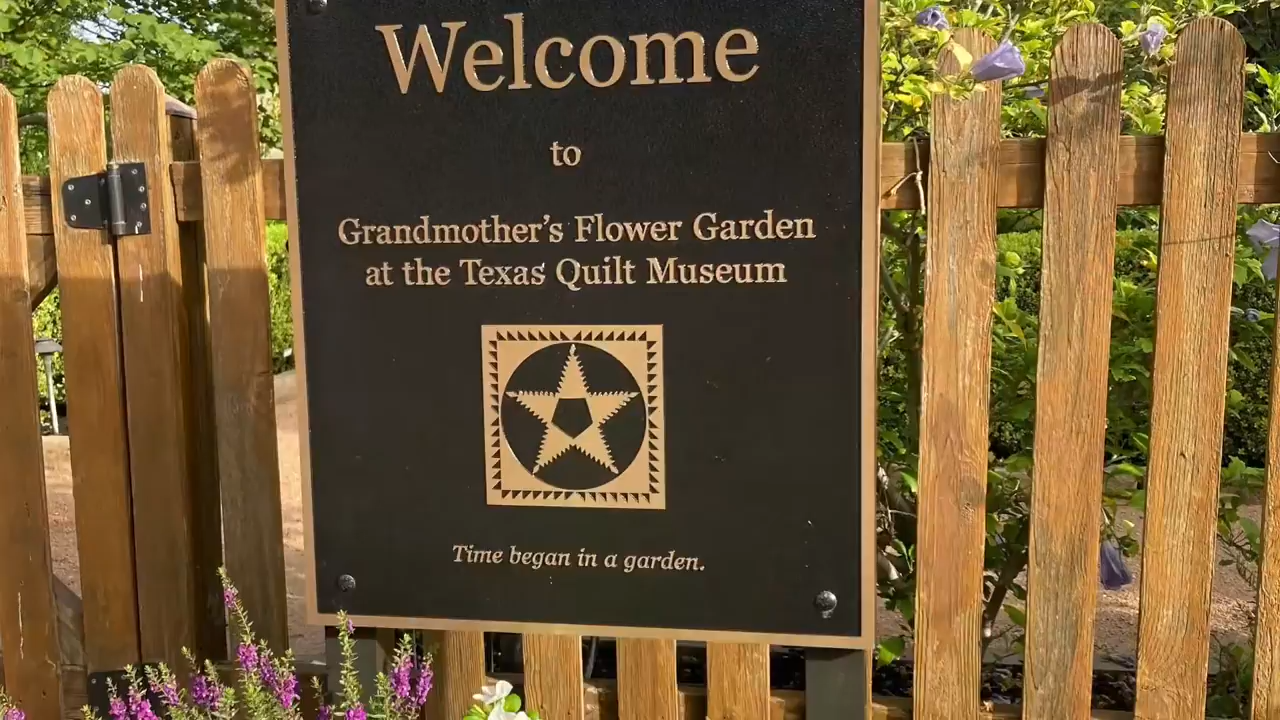 Welcome
to
Grandmother's Flower Garden
at the Texas Quilt Museum
Time began in a garden.